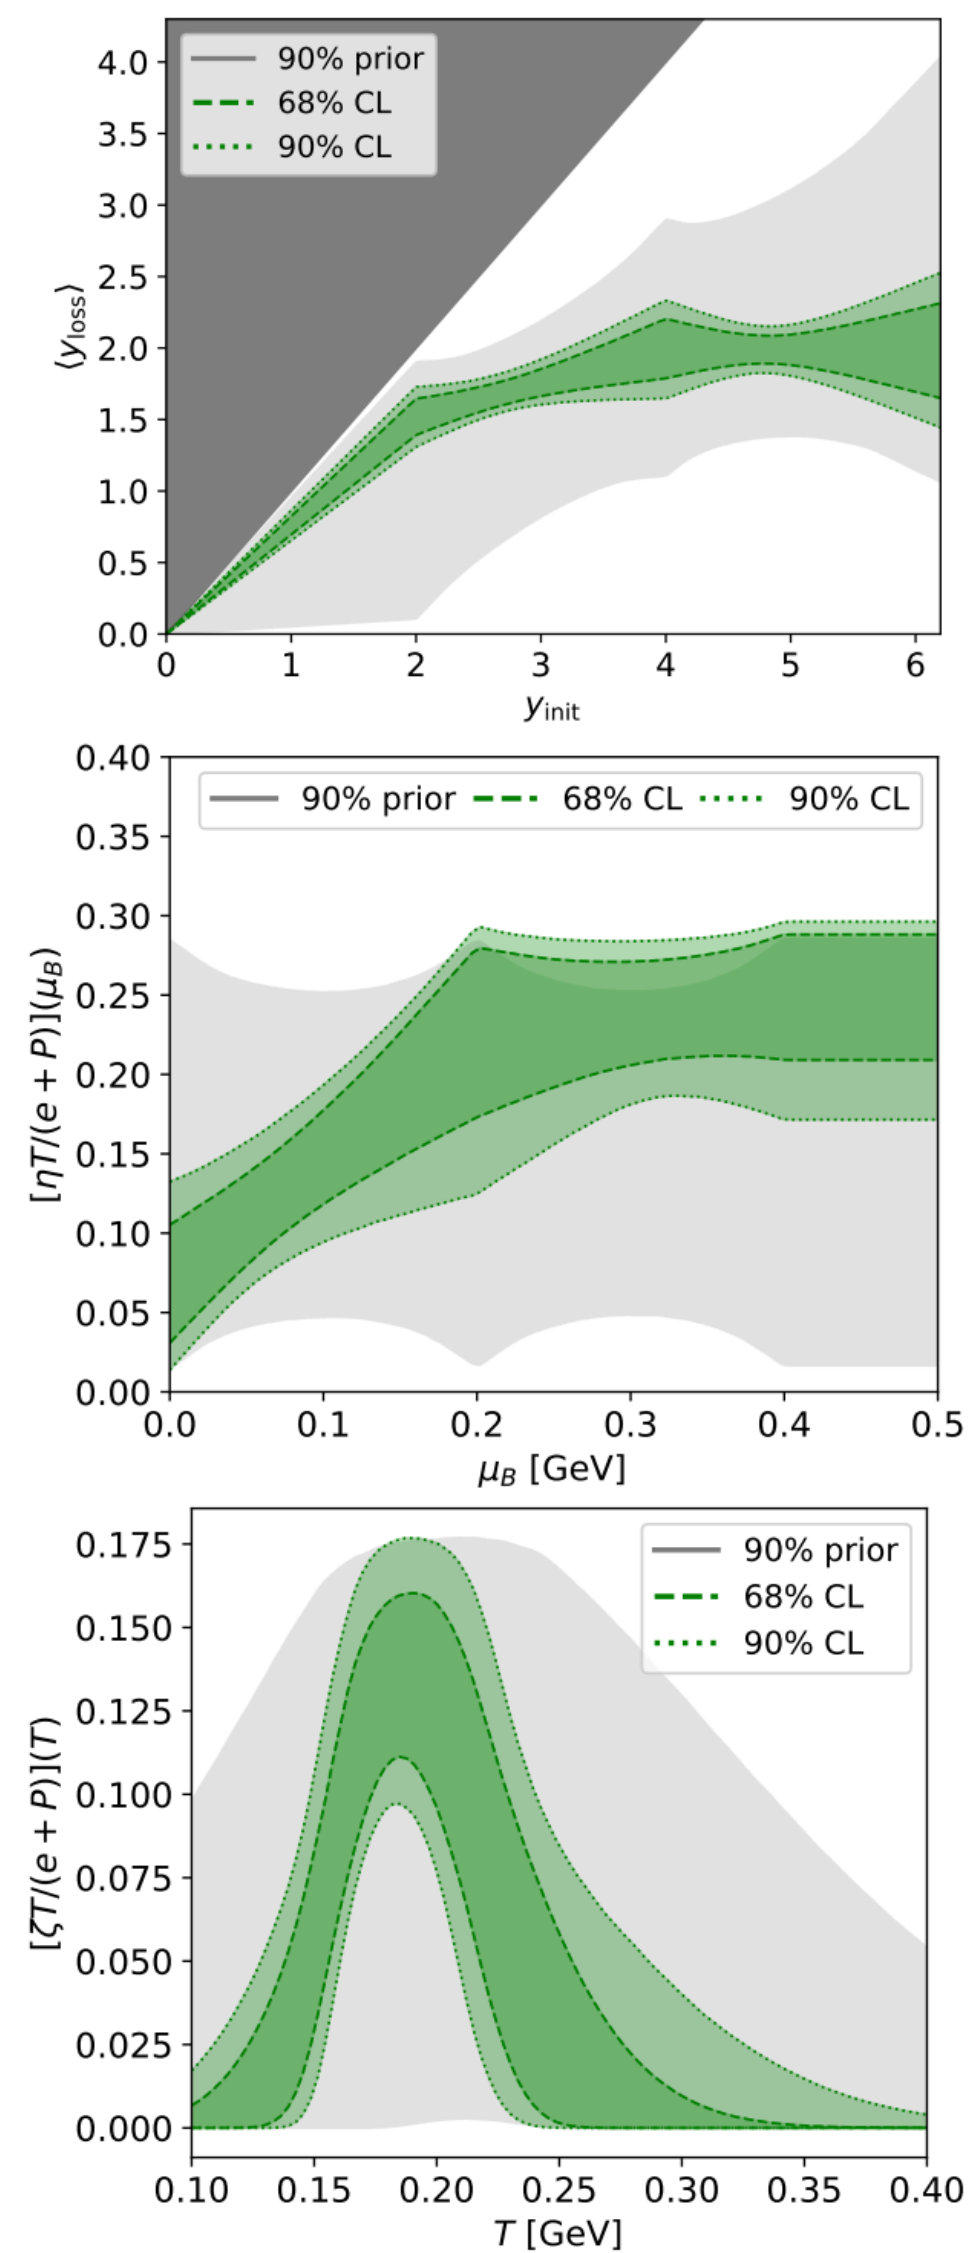 90% prior
68% CL
90% CL
4.0
3.5
3.0
2.5
2.0
1.5
1.0
0.5
0.0
⟨y_loss⟩
0 1 2 3 4 5 6
y_init
90% prior 68% CL 90% CL
0.40
0.35
0.30
0.25
0.20
0.15
0.10
0.05
0.00
[ηT/(e + P)](μ_B)
0.0 0.1 0.2 0.3 0.4 0.5
μ_B [GeV]
90% prior
68% CL
90% CL
0.175
0.150
0.125
0.100
0.075
0.050
0.025
0.000
[ζT/(e + P)](T)
0.10 0.15 0.20 0.25 0.30 0.35 0.40
T [GeV]